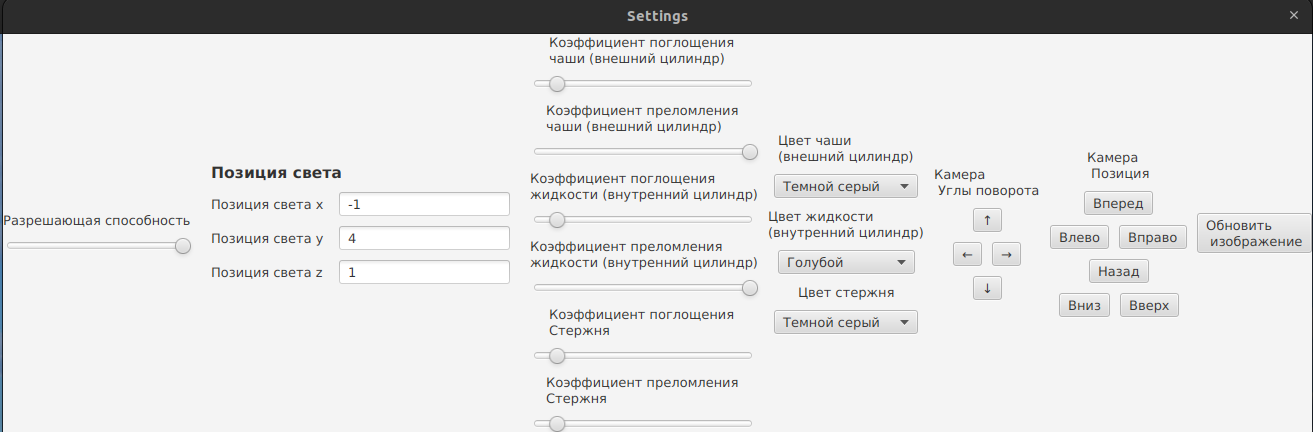 Settings
×
Разрешающая способность
Позиция света
Позиция света x
-1
Позиция света y
4
Позиция света z
1
Коэффициент поглощения
чаши (внешний цилиндр)
Коэффициент преломления
чаши (внешний цилиндр)
Коэффициент поглощения
жидкости (внутренний цилиндр)
Коэффициент преломления
жидкости (внутренний цилиндр)
Коэффициент поглощения
Стержня
Коэффициент преломления
Стержня
Цвет чаши
(внешний цилиндр)
Темной серый
Цвет жидкости
(внутренний цилиндр)
Голубой
Цвет стержня
Темной серый
Камера
Углы поворота
↑
← →
↓
Камера
Позиция
Вперед
Влево Вправо
Назад
Вниз Вверх
Обновить
изображение